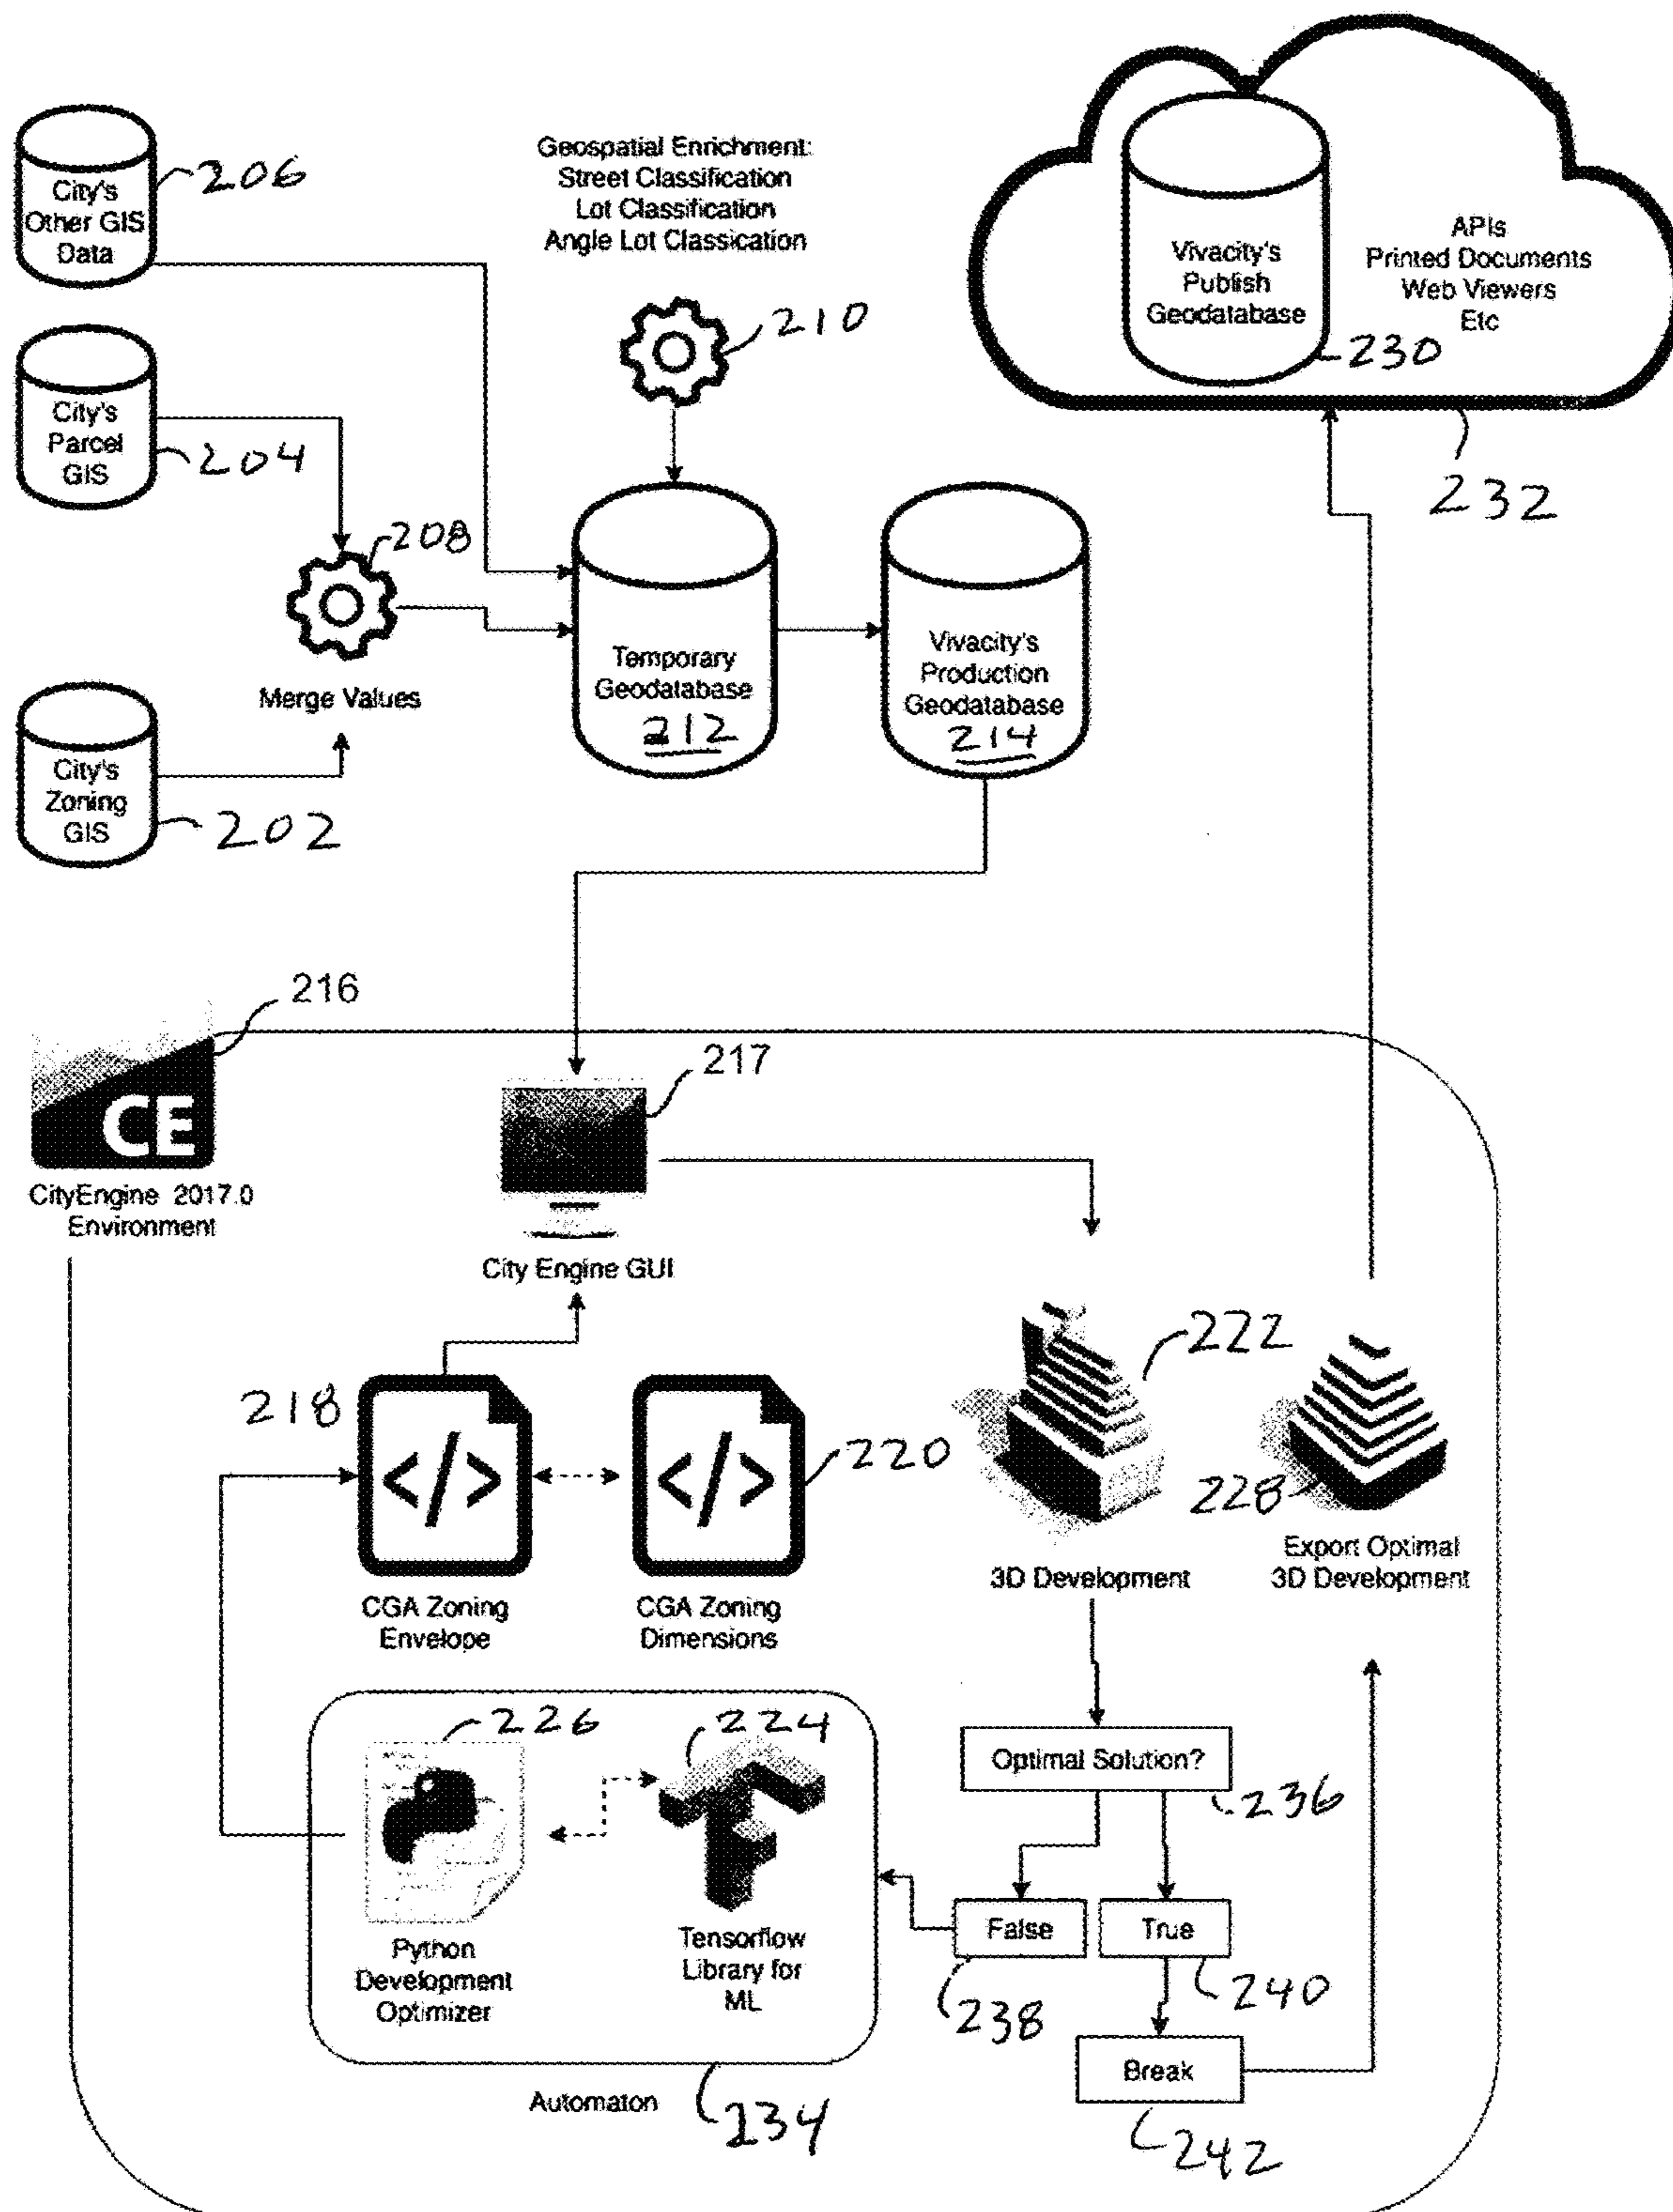 City's
Other GIS
Data
206
Geospatial Enrichment:
Street Classification
Lot Classification
Angle Lot Classication
210
Vivacity's
Publish
Geodatabase
230
APIs
Printed Documents
Web Viewers
Etc
232
City's
Parcel
GIS
204
208
Merge Values
City's
Zoning
GIS
202
Temporary
Geodatabase
212
Vivacity's
Production
Geodatabase
214
216
CE
CityEngine 2017.0
Environment
217
City Engine GUI
218
</>
CGA Zoning
Envelope
</>
220
CGA Zoning
Dimensions
222
3D Development
228
Export Optimal
3D Development
226
Python
Development
Optimizer
224
Tensorflow
Library for
ML
Automaton
234
Optimal Solution?
236
False
238
True
240
Break
242